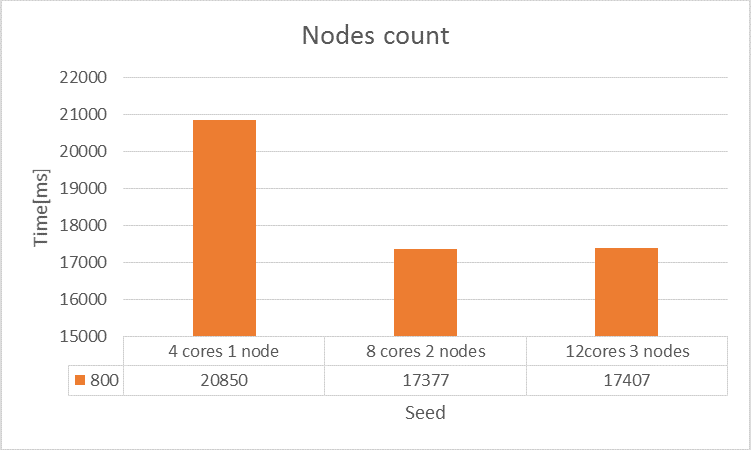 Nodes count
22000
21000
20000
19000
18000
17000
16000
15000
Time[ms]
4 cores 1 node 8 cores 2 nodes 12cores 3 nodes
800 20850 17377 17407
Seed